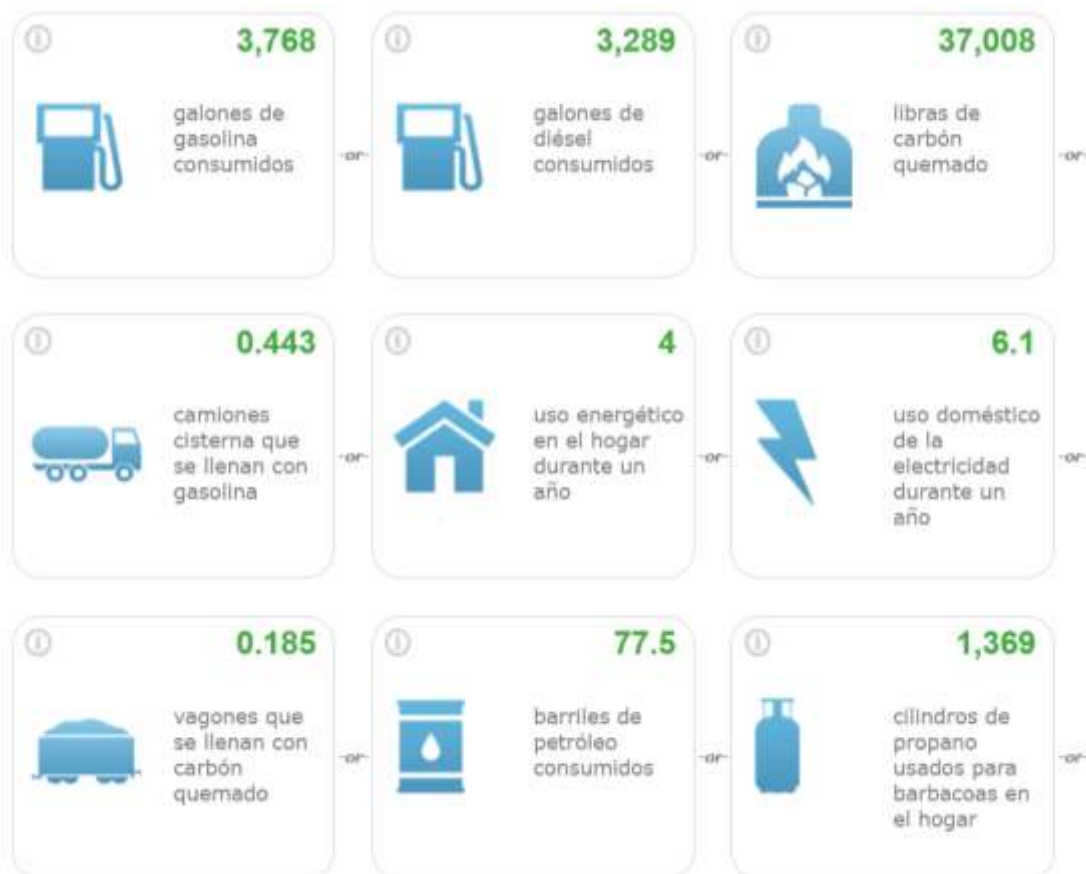 3,768
galones de
gasolina
consumidos
-or-
3,289
galones de
diésel
consumidos
-or-
37,008
libras de
carbón
quemado
-or-
0.443
camiones
cisterna que
se llenan con
gasolina
-or-
4
uso energético
en el hogar
durante un
año
-or-
6.1
uso doméstico
de la
electricidad
durante un
año
-or-
0.185
vagones que
se llenan con
carbón
quemado
-or-
77.5
barriles de
petróleo
consumidos
-or-
1,369
cilindros de
propano
usados para
barbacoas en
el hogar
-or-